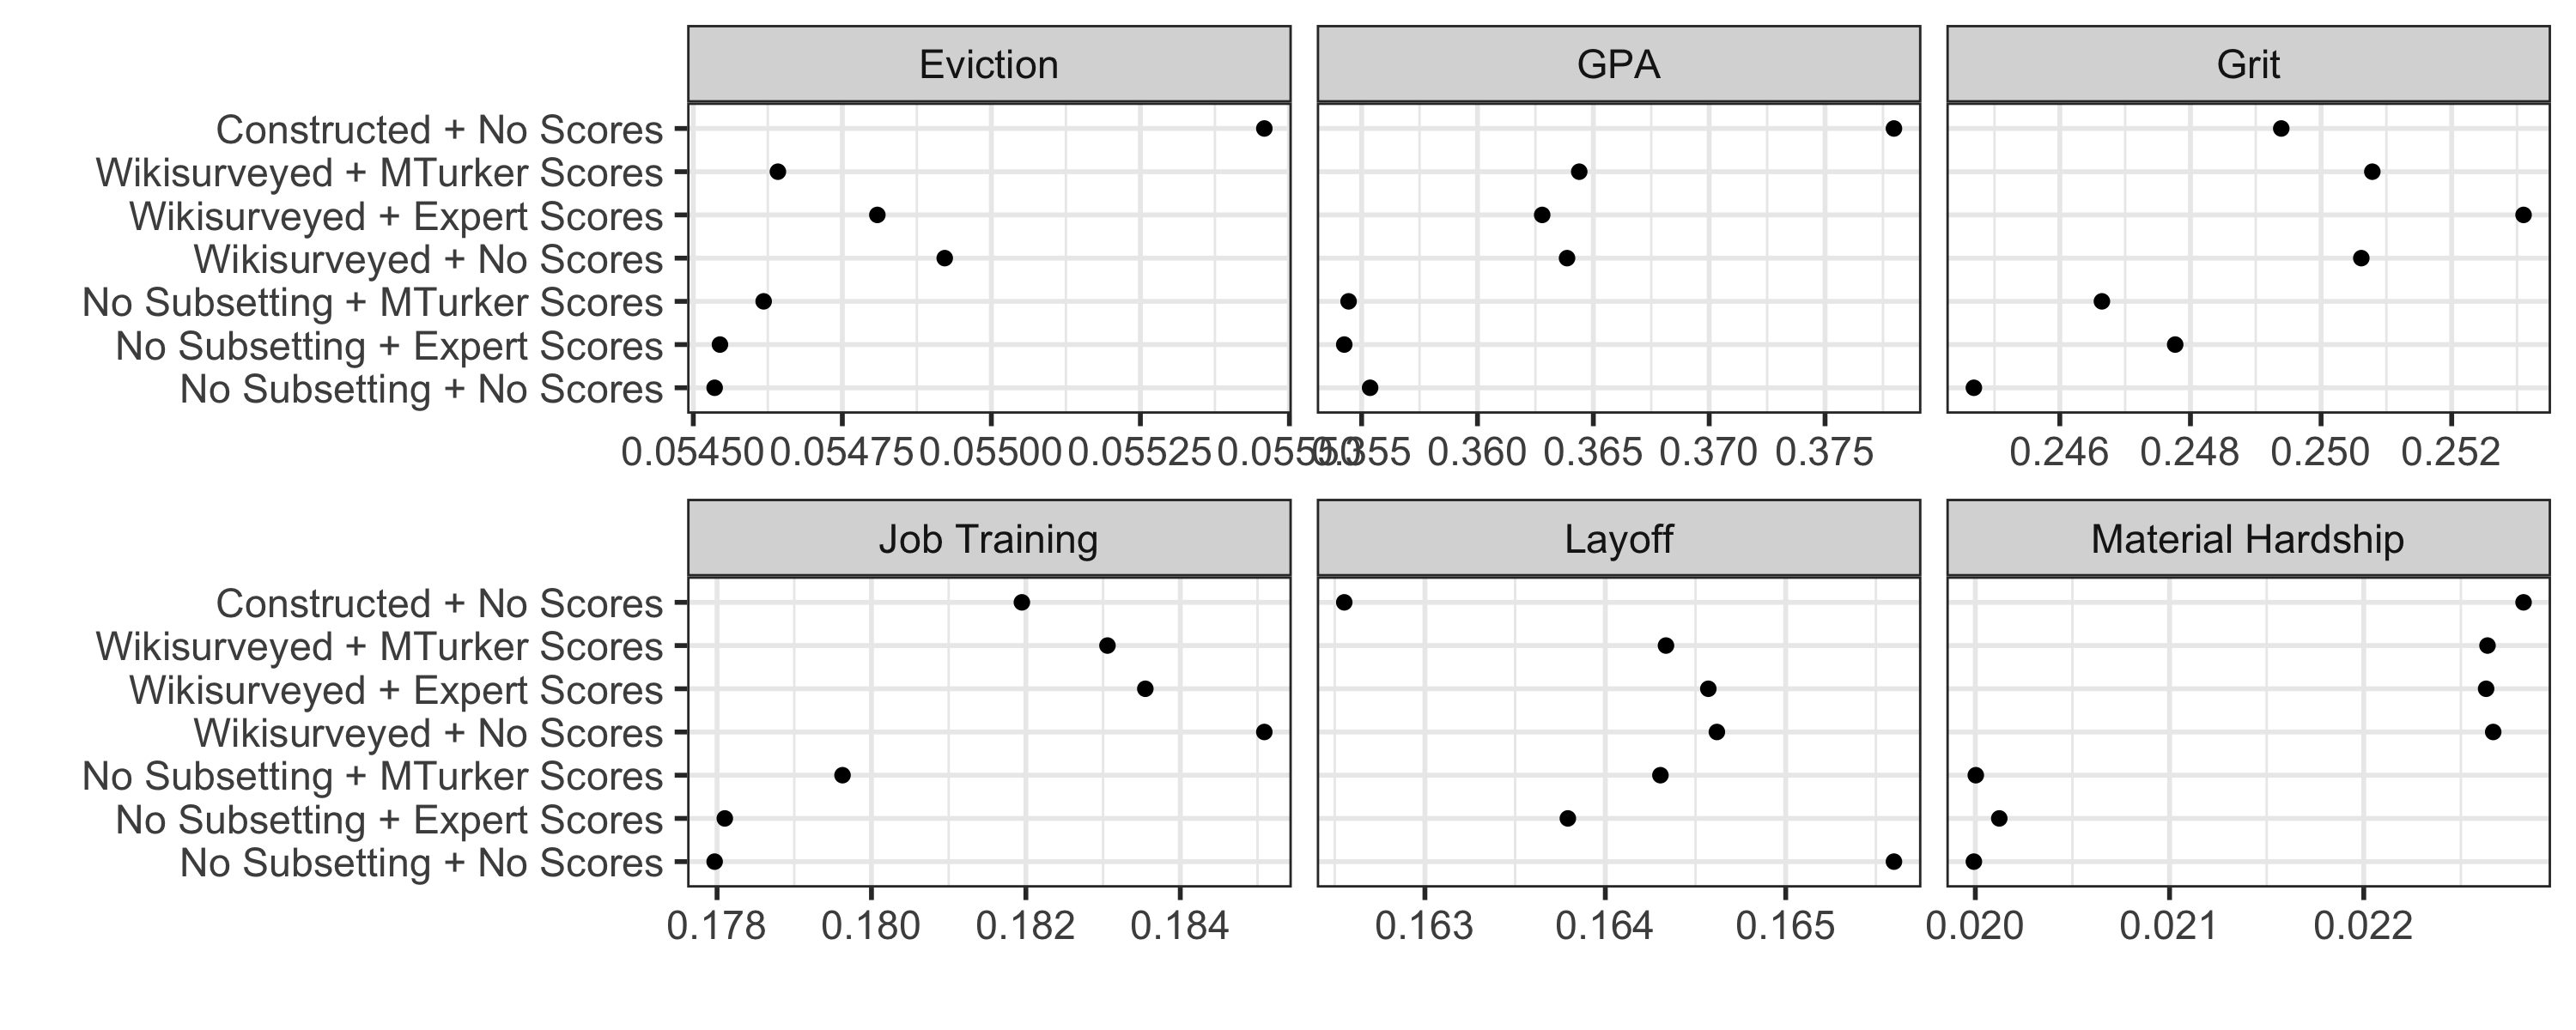 Eviction GPA Grit
Constructed + No Scores
Wikisurveyed + MTurker Scores
Wikisurveyed + Expert Scores
Wikisurveyed + No Scores
No Subsetting + MTurker Scores
No Subsetting + Expert Scores
No Subsetting + No Scores
0.05450 0.05475 0.05500 0.05525 0.05550 0.355 0.360 0.365 0.370 0.375 0.246 0.248 0.250 0.252
Job Training Layoff Material Hardship
Constructed + No Scores
Wikisurveyed + MTurker Scores
Wikisurveyed + Expert Scores
Wikisurveyed + No Scores
No Subsetting + MTurker Scores
No Subsetting + Expert Scores
No Subsetting + No Scores
0.178 0.180 0.182 0.184 0.163 0.164 0.165 0.020 0.021 0.022